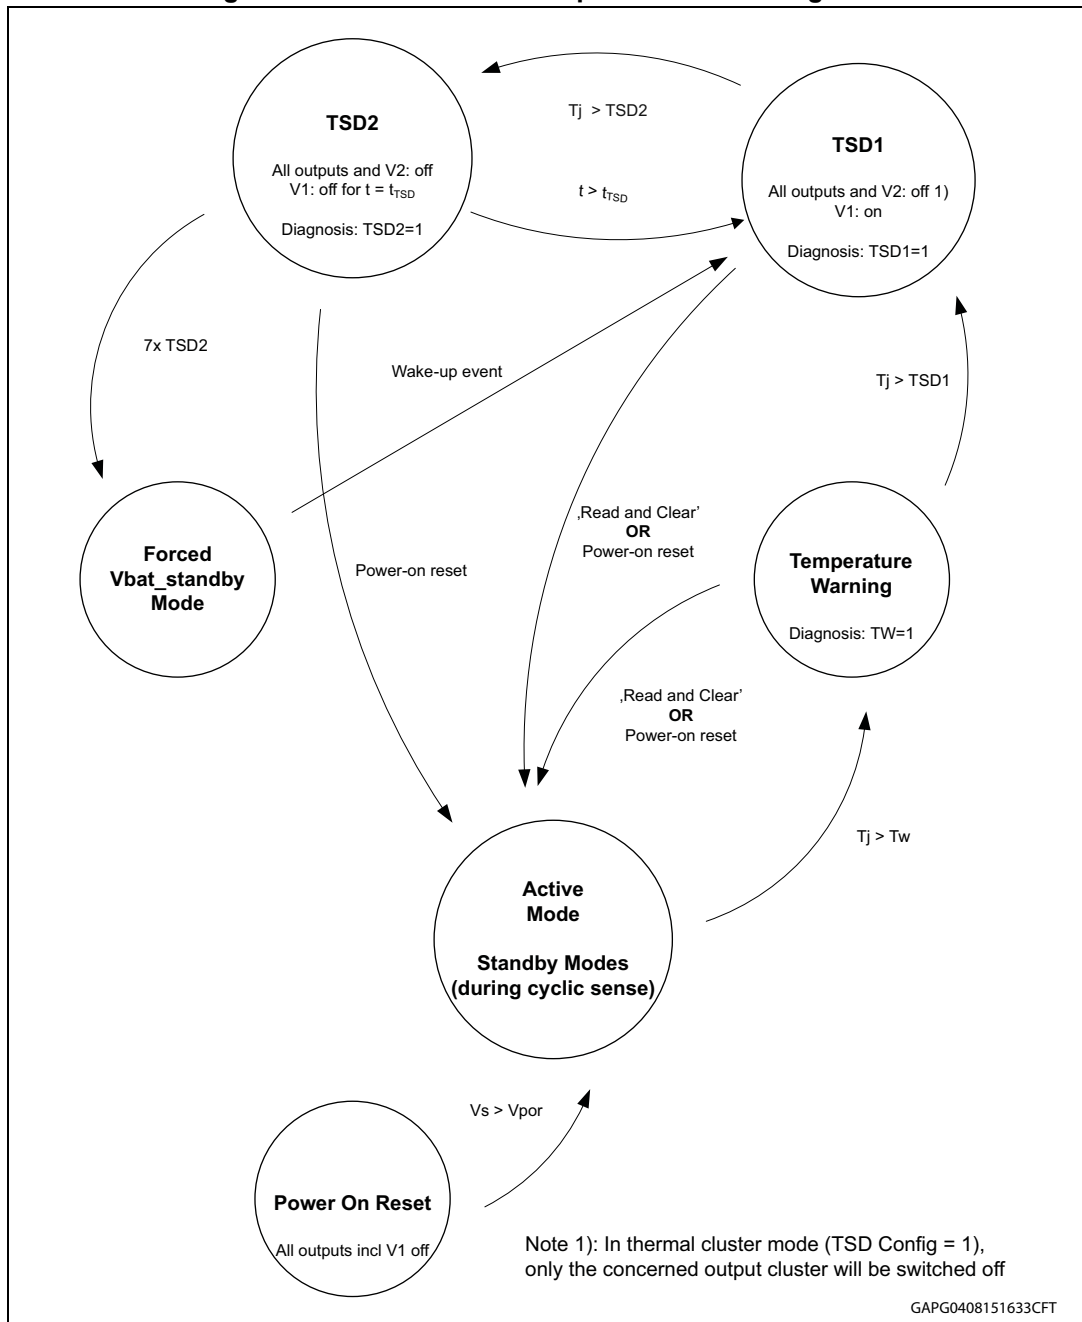 TSD2
All outputs and V2: off
V1: off for t = tTSD
Diagnosis: TSD2=1
Tj > TSD2
t > tTSD
TSD1
All outputs and V2: off 1)
V1: on
Diagnosis: TSD1=1
7x TSD2
Wake-up event
Tj > TSD1
Forced
Vbat_standby
Mode
Power-on reset
‚Read and Clear’
OR
Power-on reset
Temperature
Warning
Diagnosis: TW=1
‚Read and Clear’
OR
Power-on reset
Tj > Tw
Active
Mode
Standby Modes
(during cyclic sense)
Vs > Vpor
Power On Reset
All outputs incl V1 off
Note 1): In thermal cluster mode (TSD Config = 1),
only the concerned output cluster will be switched off
GAPG0408151633CFT